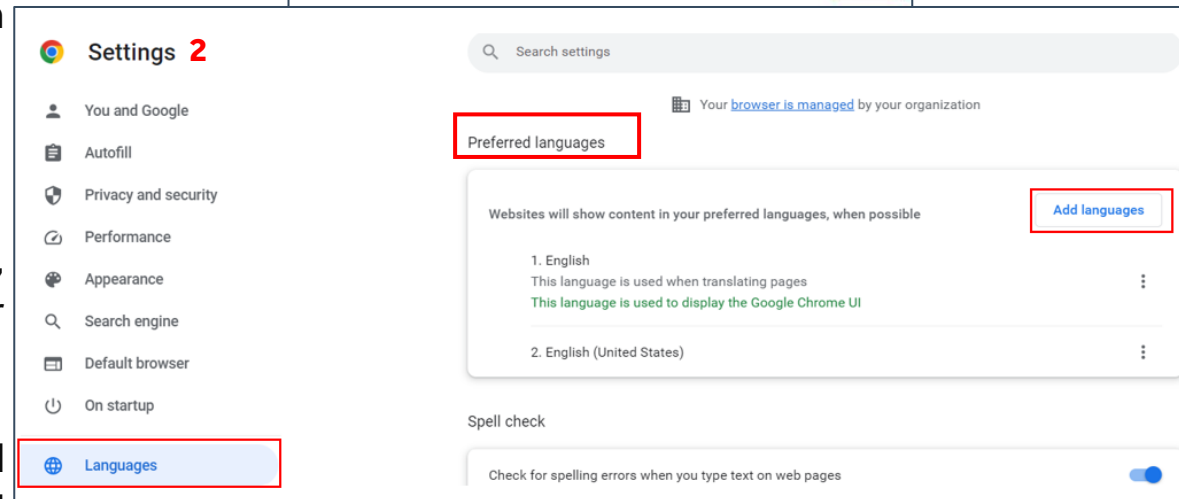 Settings 2
Search settings
Your browser is managed by your organization
You and Google
Autofill
Privacy and security
Performance
Appearance
Search engine
Default browser
On startup
Languages
Preferred languages
Websites will show content in your preferred languages, when possible
Add languages
1. English
This language is used when translating pages
This language is used to display the Google Chrome UI
2. English (United States)
Spell check
Check for spelling errors when you type text on web pages